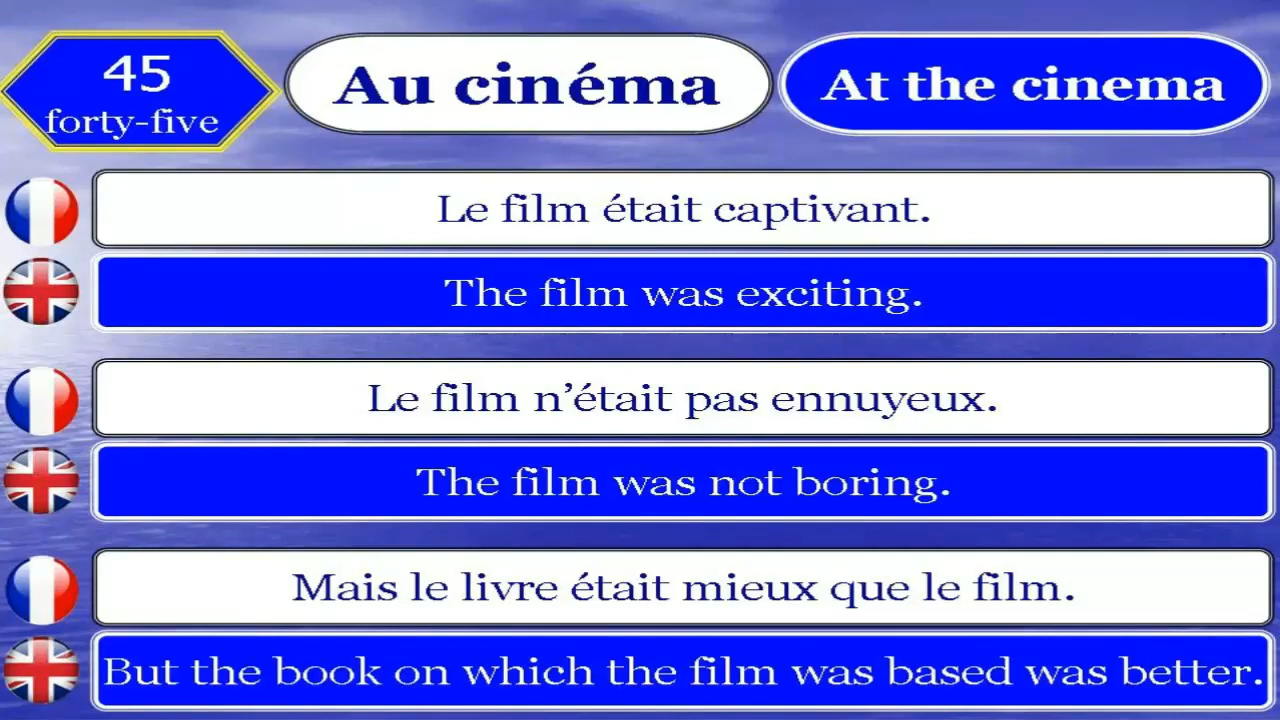 45
forty-five
Au cinéma
At the cinema
Le film était captivant.
The film was exciting.
Le film n’était pas ennuyeux.
The film was not boring.
Mais le livre était mieux que le film.
But the book on which the film was based was better.